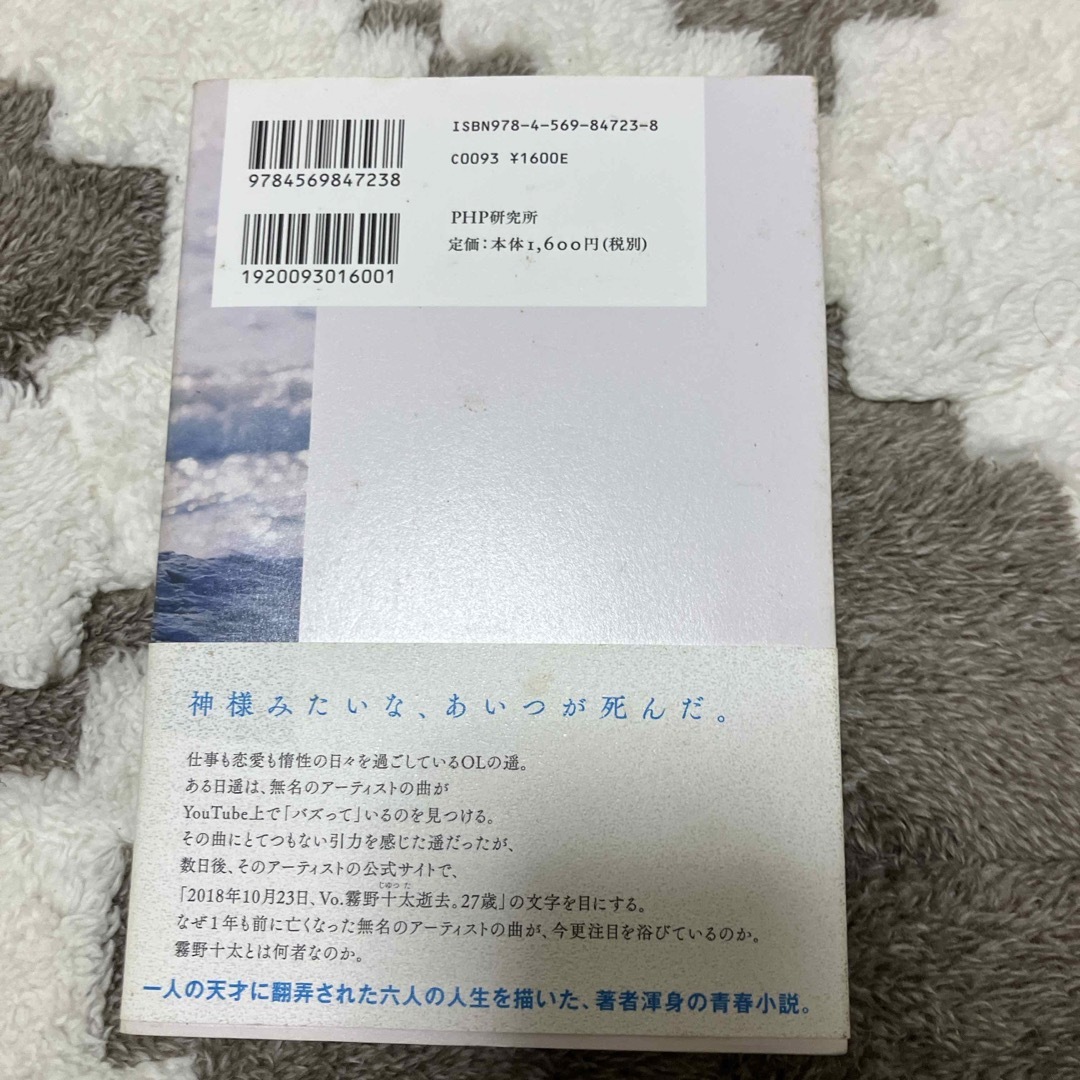 ISBN978-4-569-84723-8
C0093 ¥1600E
9784569847238
PHP研究所
定価：本体1,600円(税別)
1920093016001
神様みたいな、あいつが死んだ。
仕事も恋愛も惰性の日々を過ごしているOLの遥。
ある日遥は、無名のアーティストの曲が
YouTube上で「バズって」いるのを見つける。
その曲にとてつもない引力を感じた遥だったが、
数日後、そのアーティストの公式サイトで、
じゅった
「2018年10月23日、Vo.霧野十太逝去。27歳」の文字を目にする。
なぜ1年も前に亡くなった無名のアーティストの曲が、今更注目を浴びているのか。
霧野十太とは何者なのか。
一人の天才に翻弄された六人の人生を描いた、著者渾身の青春小説。